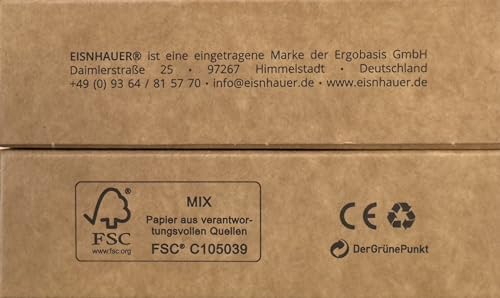 EISNHAUER® ist eine eingetragene Marke der Ergobasis GmbH
Daimlerstraße 25 • 97267 Himmelstadt • Deutschland
+49 (0) 93 64 / 81 57 70 • info@eisnhauer.de • www.eisnhauer.de
FSC
www.fsc.org
MIX
Papier aus verantwor-
tungsvollen Quellen
FSC® C105039
CE
DerGrünePunkt